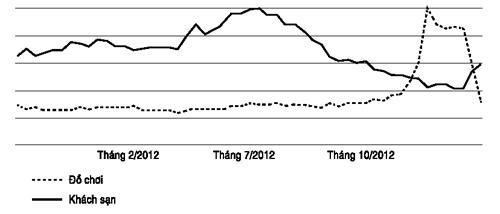 Tháng 2/2012 Tháng 7/2012 Tháng 10/2012
Đồ chơi
Khách sạn